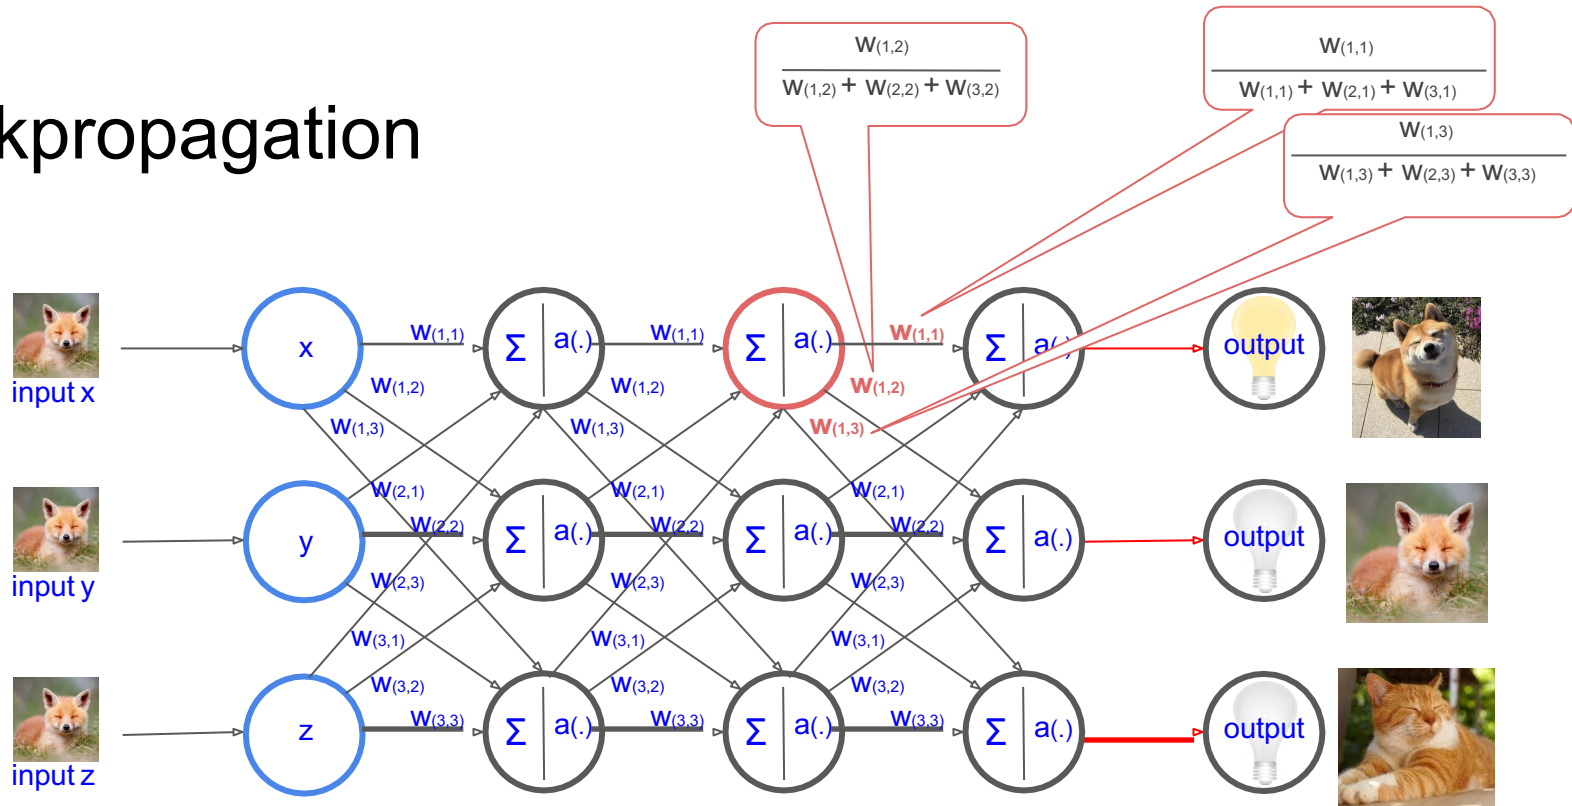 W(1,2)
W(1,2) + W(2,2) + W(3,2)
W(1,1)
W(1,1) + W(2,1) + W(3,1)
W(1,3)
W(1,3) + W(2,3) + W(3,3)
kpropagation
input x
x
W(1,1)
W(1,2)
W(1,3)
Σ a(.)
W(1,1)
W(1,2)
W(1,3)
Σ a(.)
W(1,1)
W(1,2)
W(1,3)
Σ a(.)
output
input y
y
W(2,1)
W(2,2)
W(2,3)
Σ a(.)
W(2,1)
W(2,2)
W(2,3)
Σ a(.)
W(2,1)
W(2,2)
W(2,3)
Σ a(.)
output
input z
z
W(3,1)
W(3,2)
W(3,3)
Σ a(.)
W(3,1)
W(3,2)
W(3,3)
Σ a(.)
W(3,1)
W(3,2)
W(3,3)
Σ a(.)
output